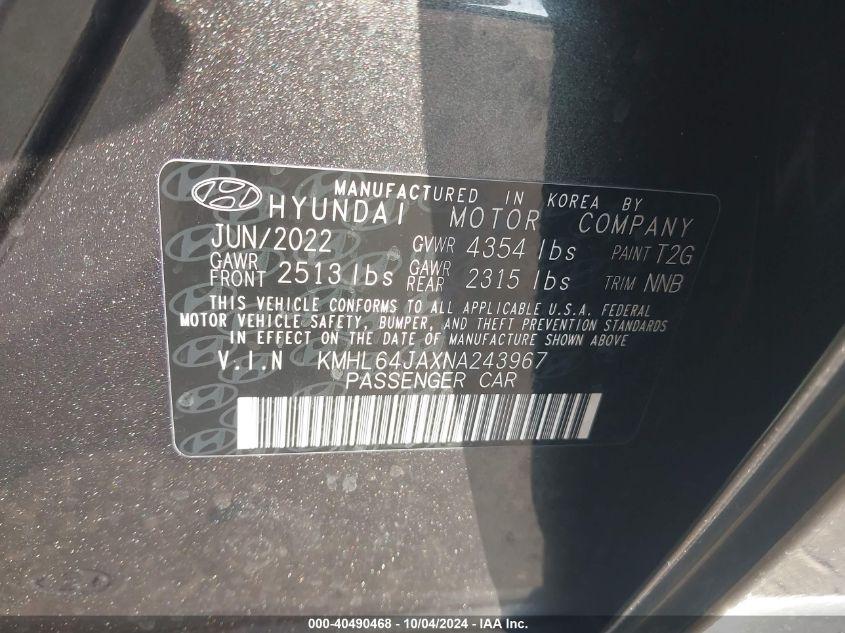 MANUFACTURED IN KOREA BY
HYUNDAI MOTOR COMPANY
JUN/2022 GVWR 4354 lbs PAINT T2G
GAWR FRONT 2513 lbs GAWR REAR 2315 lbs TRIM NNB
THIS VEHICLE CONFORMS TO ALL APPLICABLE U.S.A. FEDERAL
MOTOR VEHICLE SAFETY, BUMPER, AND THEFT PREVENTION STANDARDS
IN EFFECT ON THE DATE OF MANUFACTURE SHOWN ABOVE
V.I.N KMHL64JAXNA243967
PASSENGER CAR
000-40490468 - 10/04/2024 - IAA Inc.